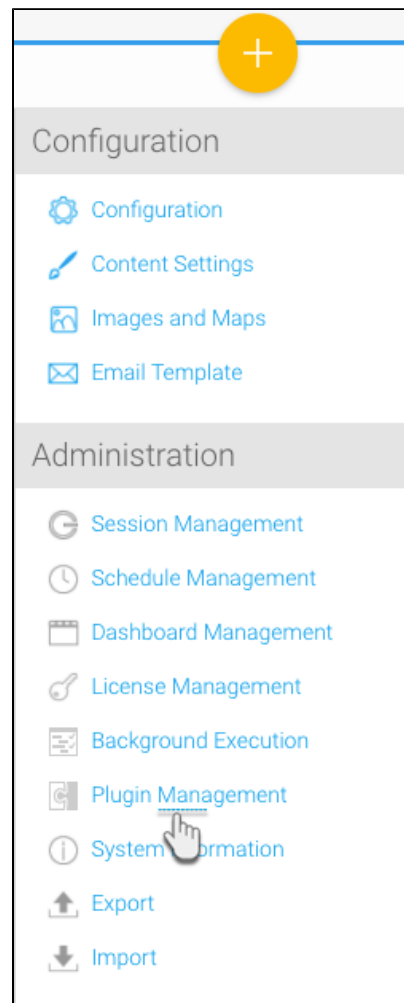 Configuration
Configuration
Content Settings
Images and Maps
Email Template
Administration
Session Management
Schedule Management
Dashboard Management
License Management
Background Execution
Plugin Management
System Information
Export
Import